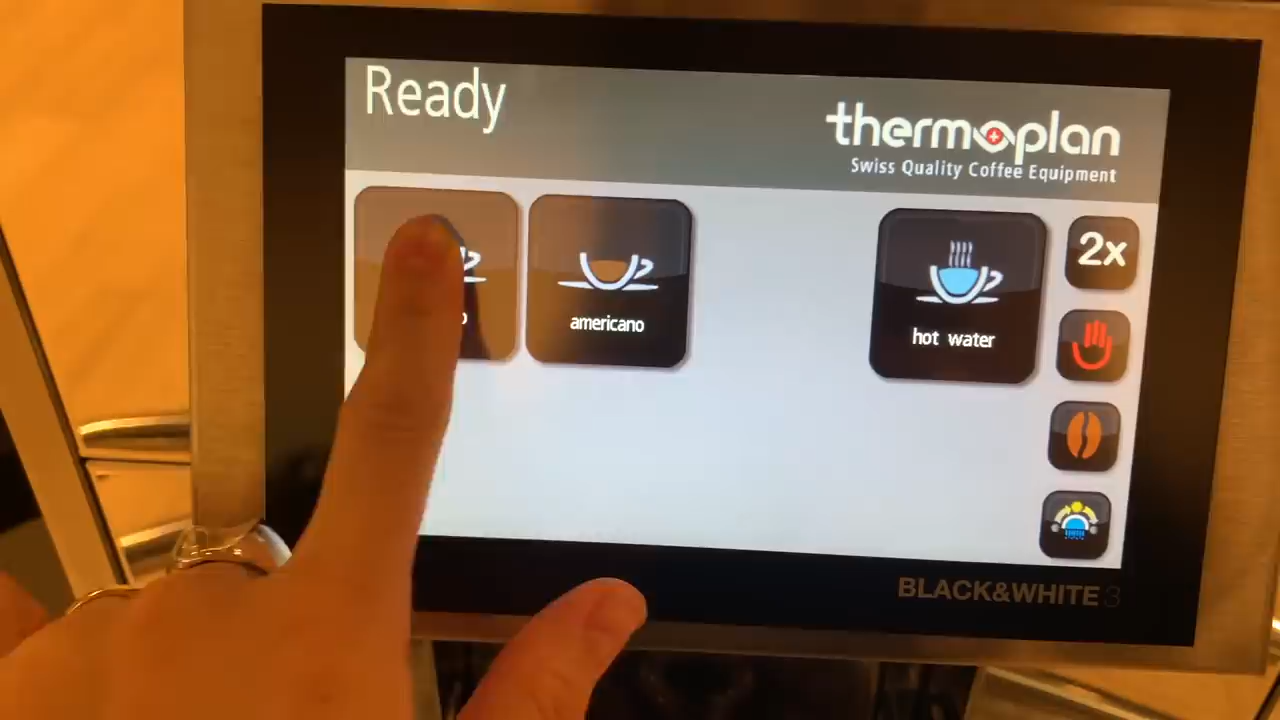 Ready
thermoplan
Swiss Quality Coffee Equipment
americano
hot water
2x
BLACK&WHITE3